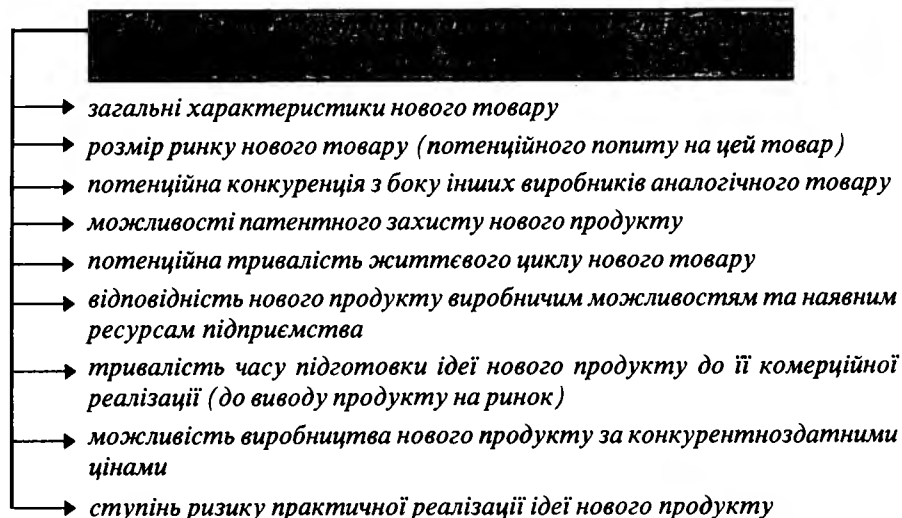 загальні характеристики нового товару
розмір ринку нового товару (потенційного попиту на цей товар)
потенційна конкуренція з боку інших виробників аналогічного товару
можливості патентного захисту нового продукту
потенційна тривалість життєвого циклу нового товару
відповідність нового продукту виробничим можливостям та наявним
ресурсам підприємства
тривалість часу підготовки ідеї нового продукту до її комерційної
реалізації (до виводу продукту на ринок)
можливість виробництва нового продукту за конкурентноздатними
цінами
ступінь ризику практичної реалізації ідеї нового продукту